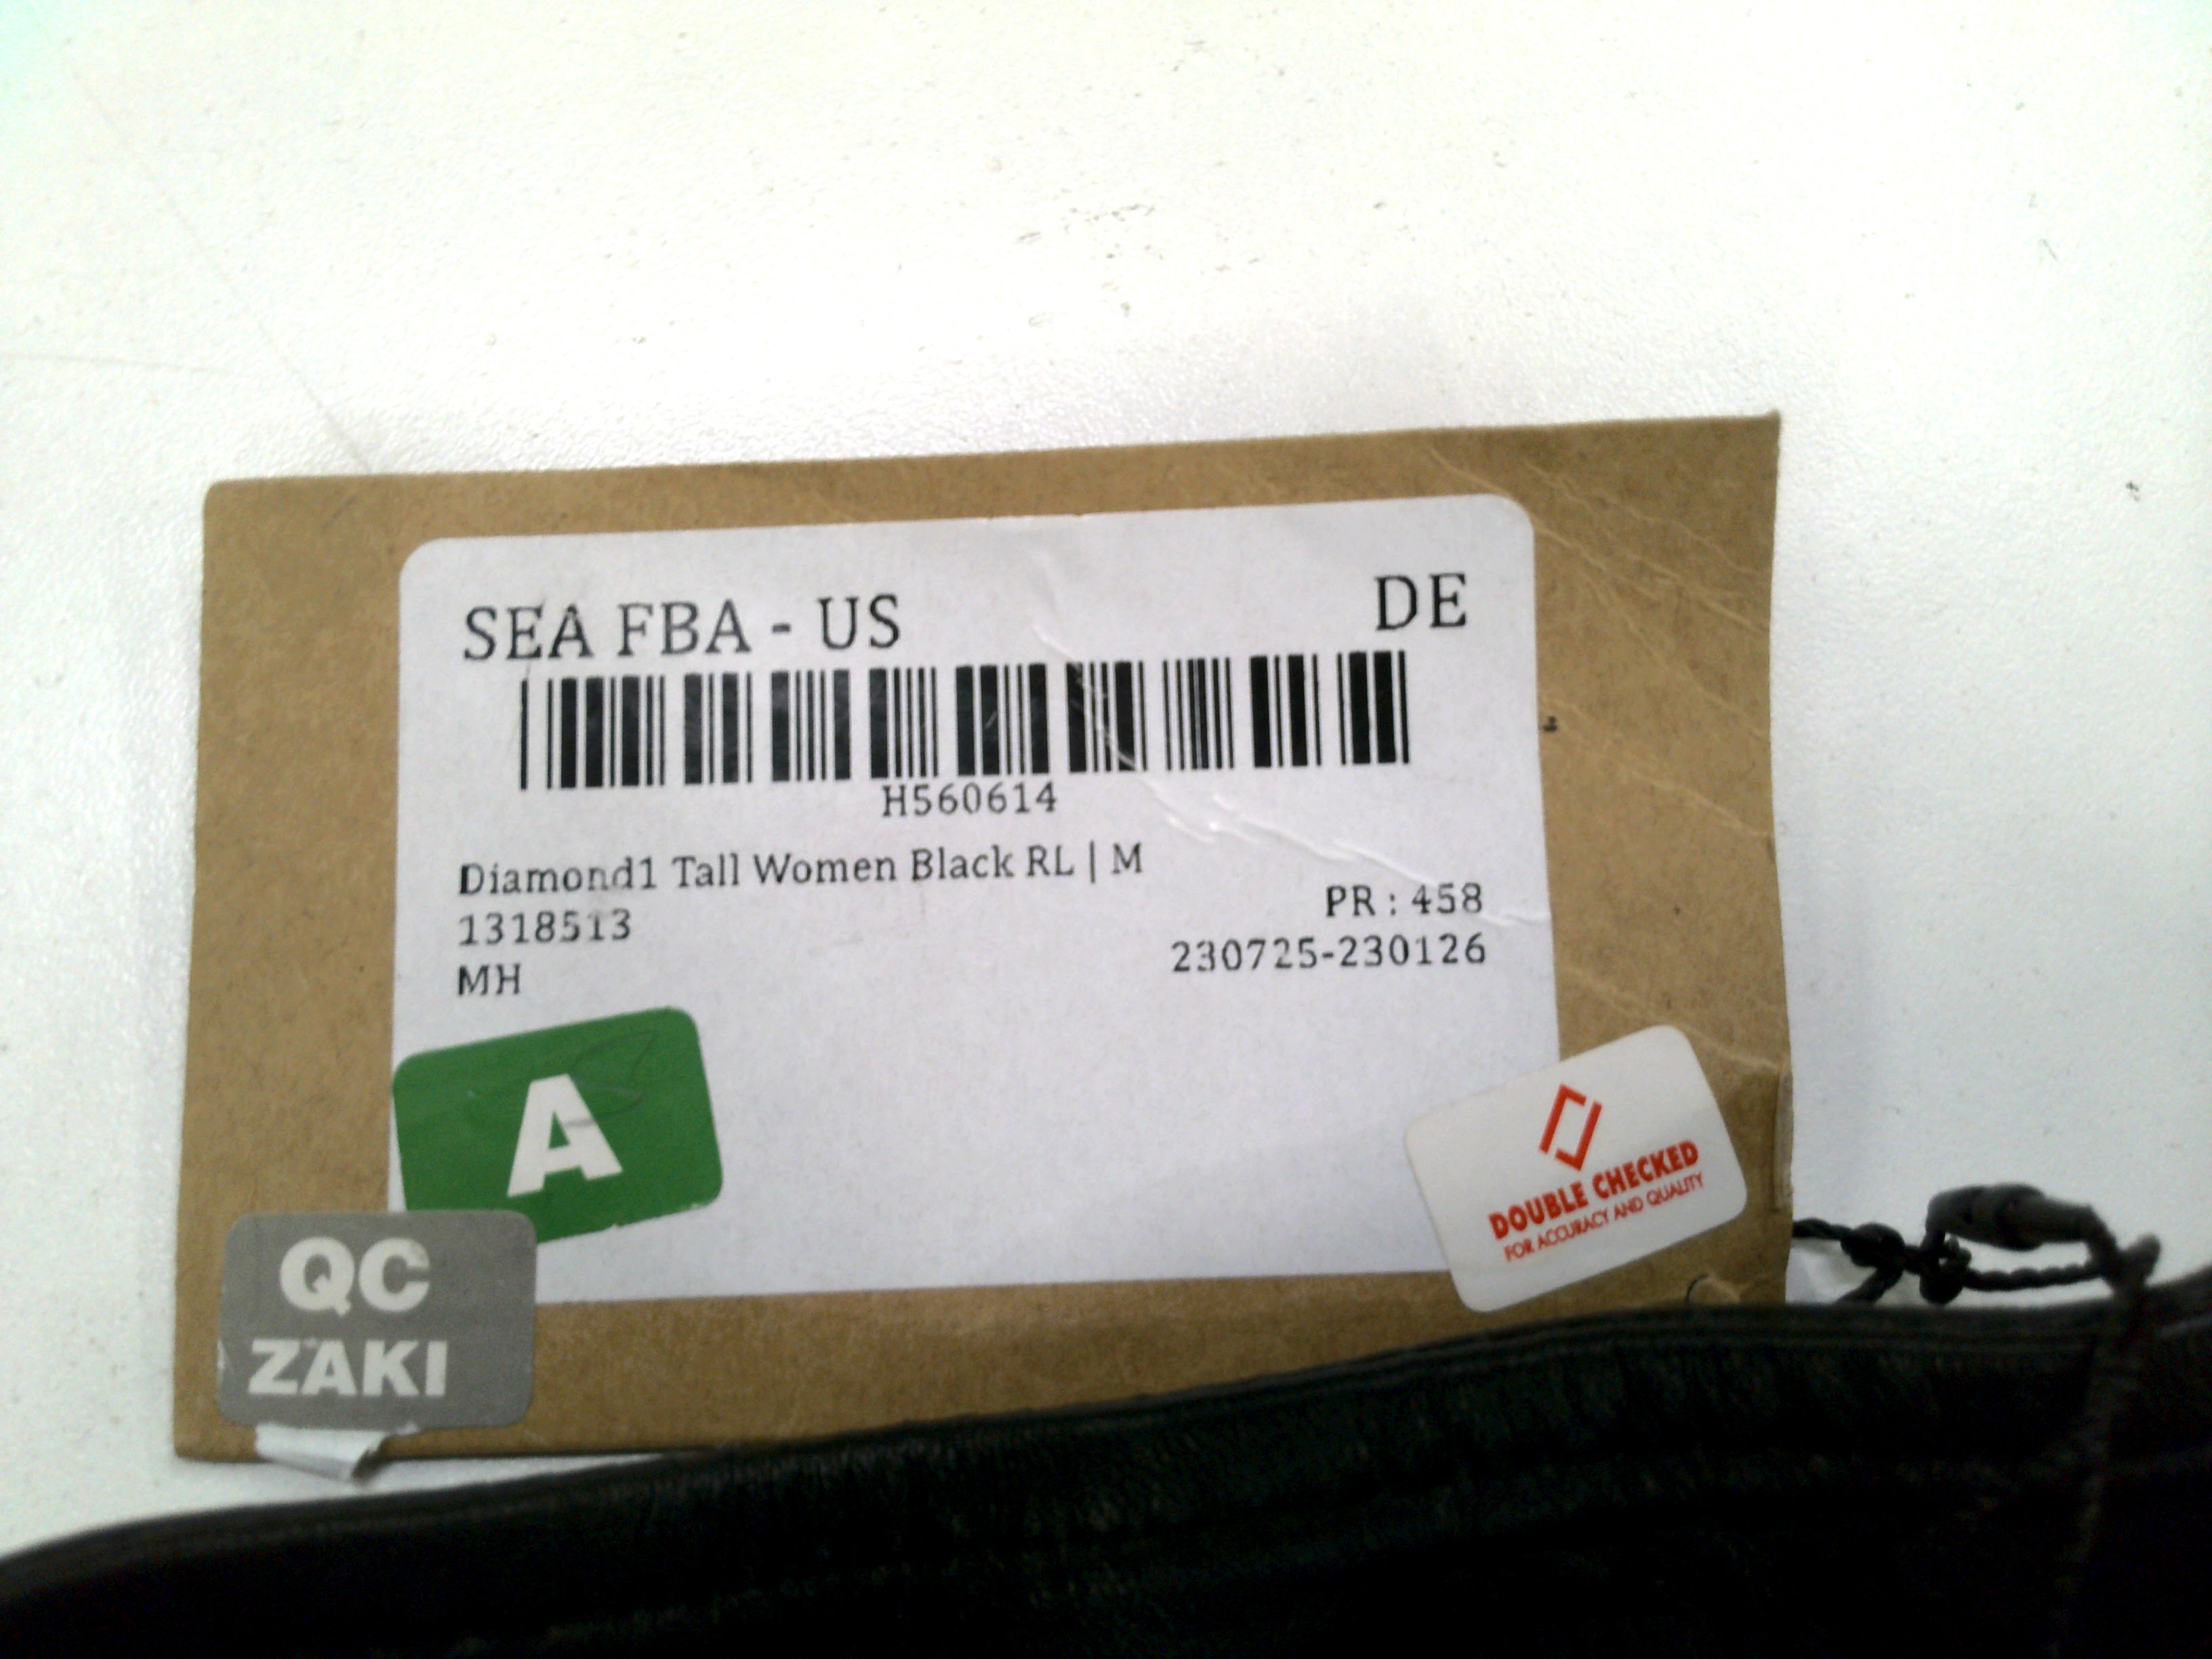 SEA FBA - US
DE
H560614
Diamond1 Tall Women Black RL | M
1318513
PR : 458
MH
230725-230126
A
QC
ZAKI
DOUBLE CHECKED
FOR ACCURACY AND QUALITY